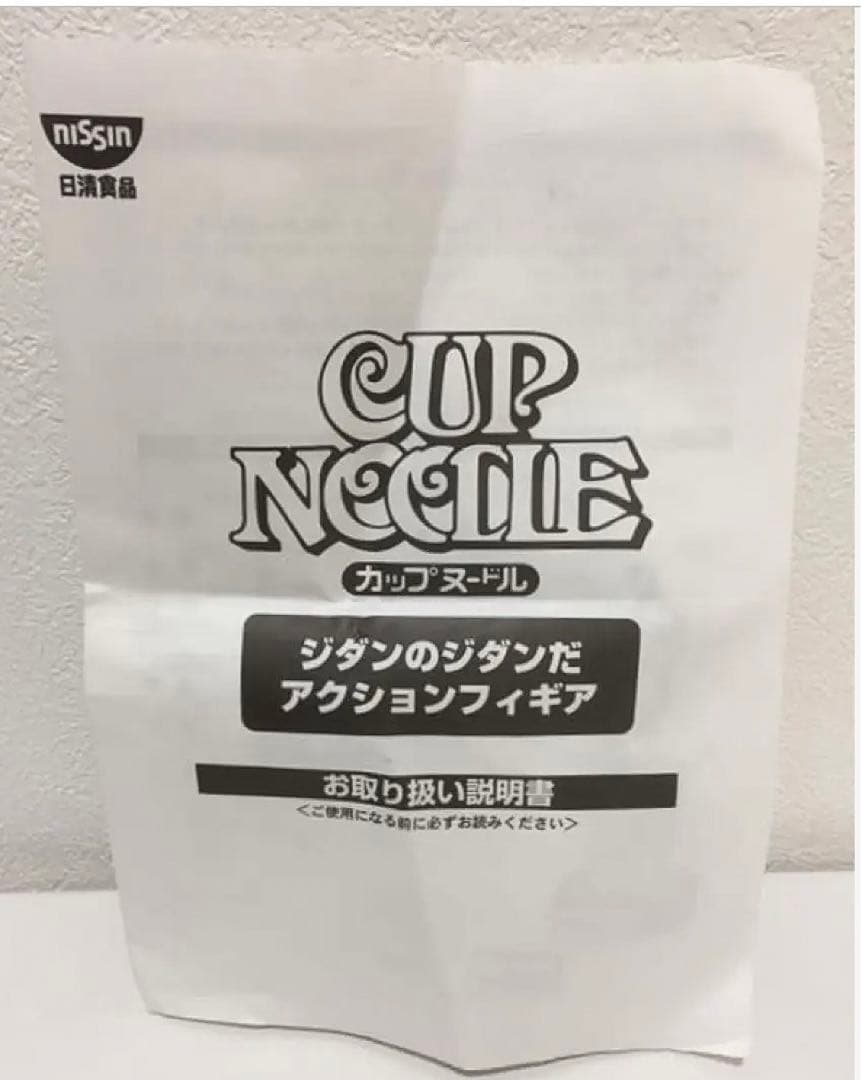 nissin
日清食品
CUP
NOODLE
カップヌードル
ジダンのジダンだ
アクションフィギア
お取り扱い説明書
＜ご使用になる前に必ずお読みください＞